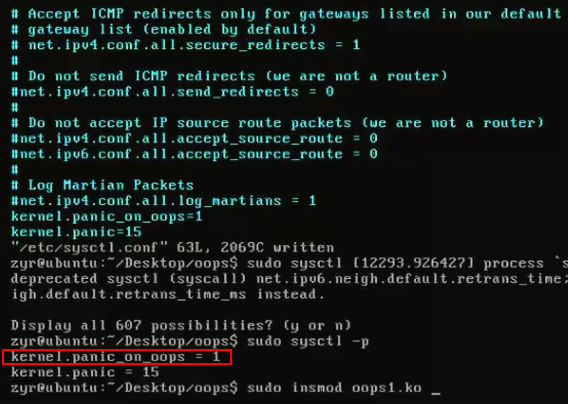 # Accept ICMP redirects only for gateways listed in our default
# gateway list (enabled by default)
# net.ipv4.conf.all.secure_redirects = 1
#
# Do not send ICMP redirects (we are not a router)
#net.ipv4.conf.all.send_redirects = 0
#
# Do not accept IP source route packets (we are not a router)
#net.ipv4.conf.all.accept_source_route = 0
#net.ipv6.conf.all.accept_source_route = 0
#
# Log Martian Packets
#net.ipv4.conf.all.log_martians = 1
kernel.panic_on_oops=1
kernel.panic=15
"/etc/sysctl.conf" 63L, 2069C written
zyr@ubuntu:~/Desktop/oops$ sudo sysctl [12293.926427] process `s
deprecated sysctl (syscall) net.ipv6.neigh.default.retrans_time;
igh.default.retrans_time_ms instead.
Display all 607 possibilities? (y or n)
zyr@ubuntu:~/Desktop/oops$ sudo sysctl -p
kernel.panic_on_oops = 1
kernel.panic = 15
zyr@ubuntu:~/Desktop/oops$ sudo insmod oops1.ko _